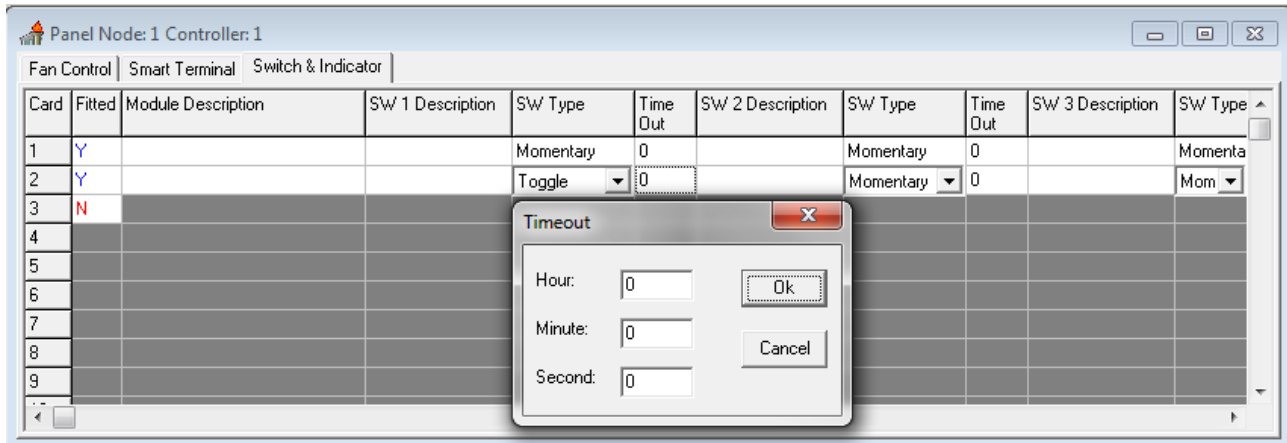 Panel Node: 1 Controller: 1
Fan Control Smart Terminal Switch & Indicator
Card Fitted Module Description SW 1 Description SW Type Time Out SW 2 Description SW Type Time Out SW 3 Description SW Type
1 Y Momentary 0 Momentary 0 Momenta
2 Y Toggle 0 Momentary 0 Mom
3 N
4
5
6
7
8
9
Timeout
Hour: 0 Ok
Minute: 0 Cancel
Second: 0